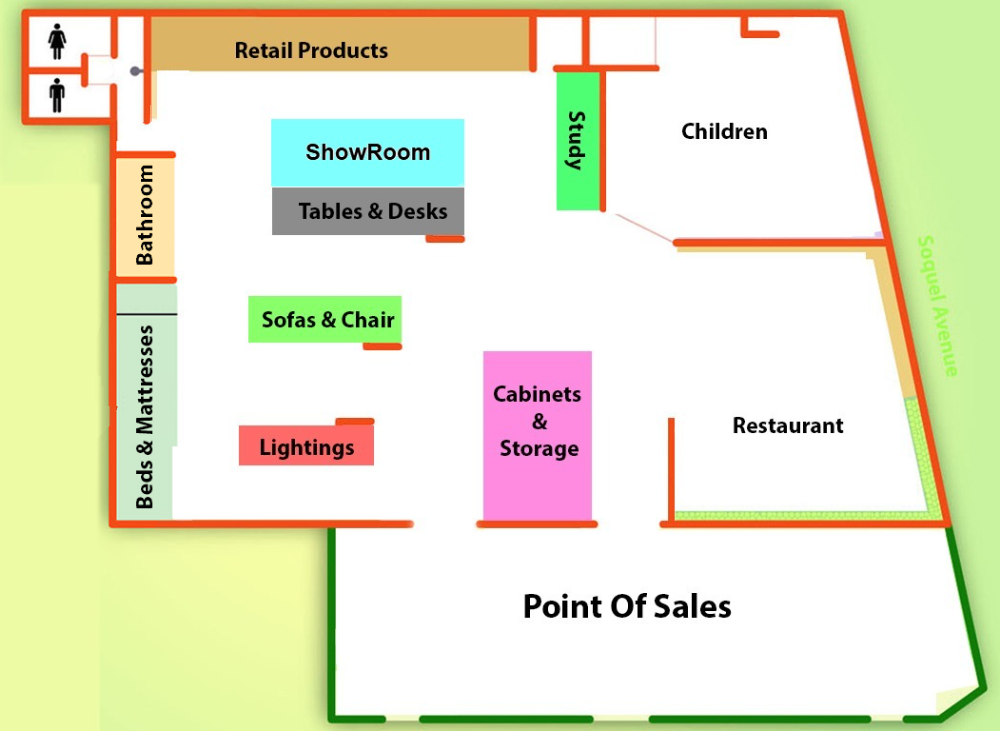 Retail Products
ShowRoom
Study
Children
Tables & Desks
Bathroom
Soquel Avenue
Sofas & Chair
Beds & Mattresses
Cabinets
&
Storage
Restaurant
Lightings
Point Of Sales